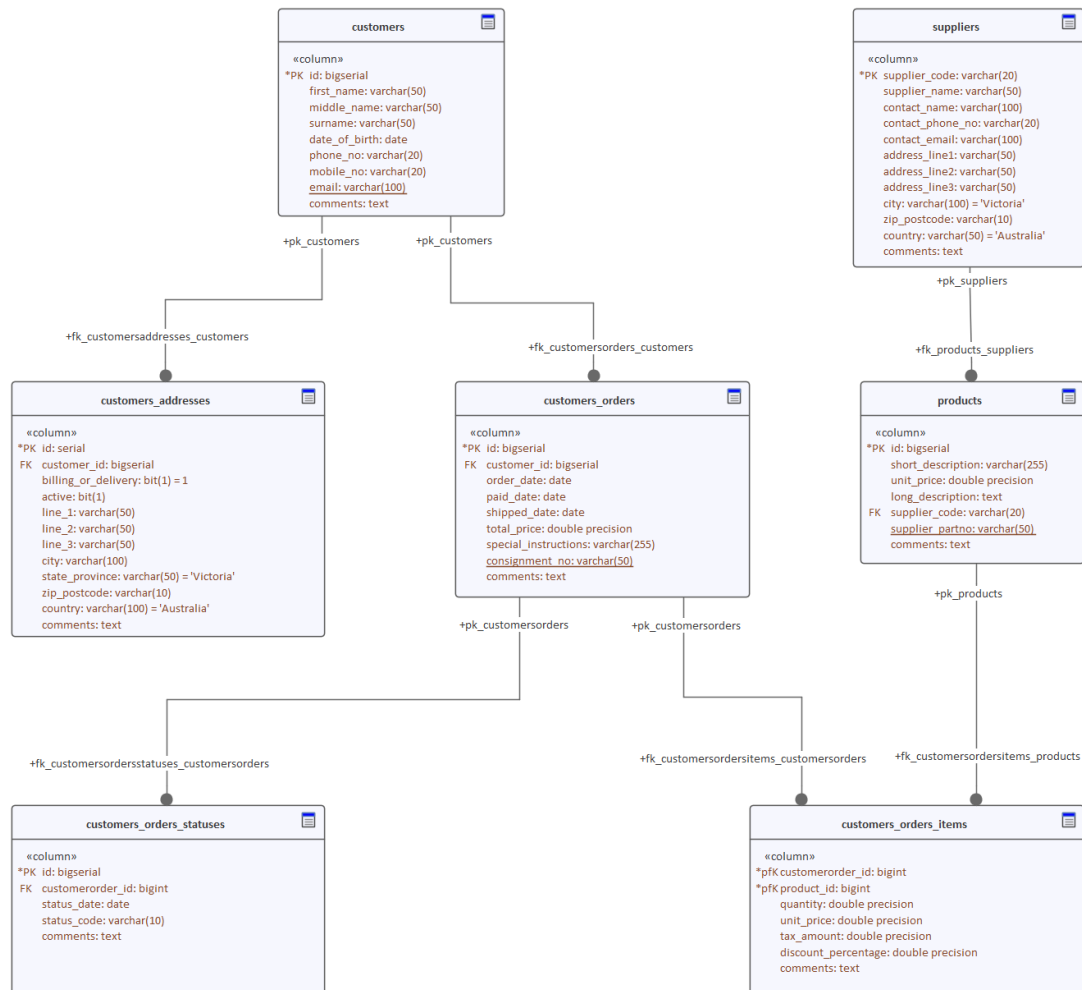 customers
«column»
*PK id: bigserial
first_name: varchar(50)
middle_name: varchar(50)
surname: varchar(50)
date_of_birth: date
phone_no: varchar(20)
mobile_no: varchar(20)
email: varchar(100)
comments: text
suppliers
«column»
*PK supplier_code: varchar(20)
supplier_name: varchar(50)
contact_name: varchar(100)
contact_phone_no: varchar(20)
contact_email: varchar(100)
address_line1: varchar(50)
address_line2: varchar(50)
address_line3: varchar(50)
city: varchar(100) = 'Victoria'
zip_postcode: varchar(10)
country: varchar(50) = 'Australia'
comments: text
+pk_customers
+pk_customers
+pk_suppliers
+fk_customersaddresses_customers
+fk_customersorders_customers
+fk_products_suppliers
customers_addresses
«column»
*PK id: serial
FK customer_id: bigserial
billing_or_delivery: bit(1) = 1
active: bit(1)
line_1: varchar(50)
line_2: varchar(50)
line_3: varchar(50)
city: varchar(100)
state_province: varchar(50) = 'Victoria'
zip_postcode: varchar(10)
country: varchar(100) = 'Australia'
comments: text
customers_orders
«column»
*PK id: bigserial
FK customer_id: bigserial
order_date: date
paid_date: date
shipped_date: date
total_price: double precision
special_instructions: varchar(255)
consignment_no: varchar(50)
comments: text
products
«column»
*PK id: bigserial
short_description: varchar(255)
unit_price: double precision
long_description: text
FK supplier_code: varchar(20)
supplier_partno: varchar(50)
comments: text
+pk_products
+pk_customersorders
+pk_customersorders
+fk_customersordersstatuses_customersorders
+fk_customersordersitems_customersorders
+fk_customersordersitems_products
customers_orders_statuses
«column»
*PK id: bigserial
FK customerorder_id: bigint
status_date: date
status_code: varchar(10)
comments: text
customers_orders_items
«column»
*pfK customerorder_id: bigint
*pfK product_id: bigint
quantity: double precision
unit_price: double precision
tax_amount: double precision
discount_percentage: double precision
comments: text